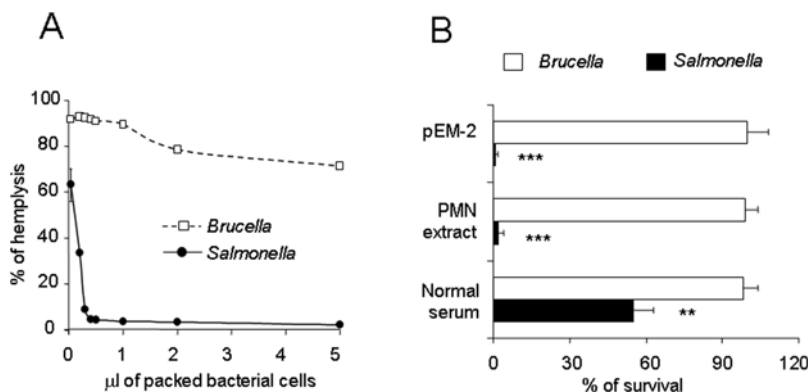 A
% of hemplysis
100
80
60
40
20
0
Brucella
Salmonella
0 1 2 3 4 5
µl of packed bacterial cells
B
Brucella Salmonella
pEM-2
***
PMN
extract
***
Normal
serum
**
0 30 60 90 120
% of survival